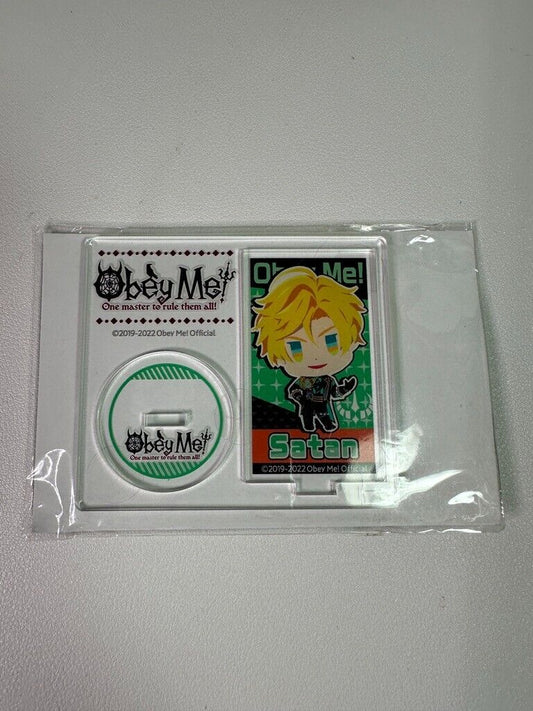 Obey Me!
One master to rule them all!
©2019-2022 Obey Me! Official.
Obey Me!
One master to rule them all!
Obey Me!
Satan
©2019-2022 Obey Me! Official.